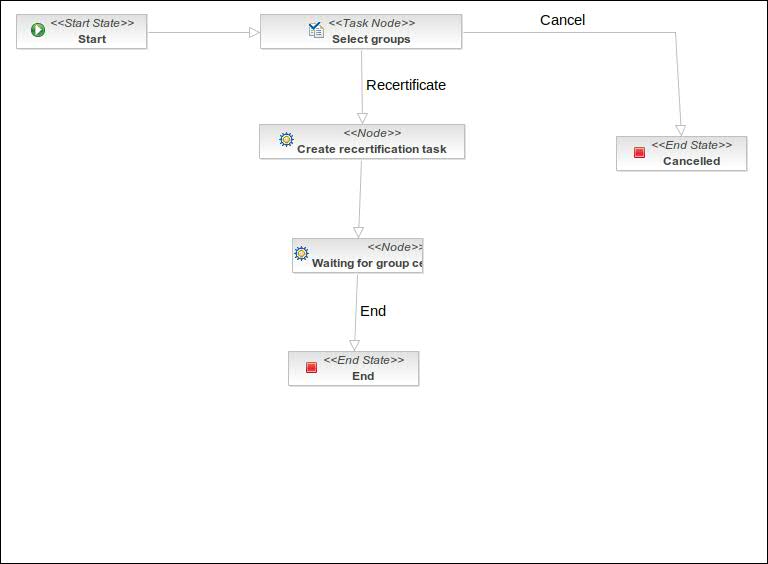 <<Start State>>
Start
<<Task Node>>
Select groups
Cancel
Recertificate
<<Node>>
Create recertification task
<<End State>>
Cancelled
<<Node>>
Waiting for group ce
End
<<End State>>
End